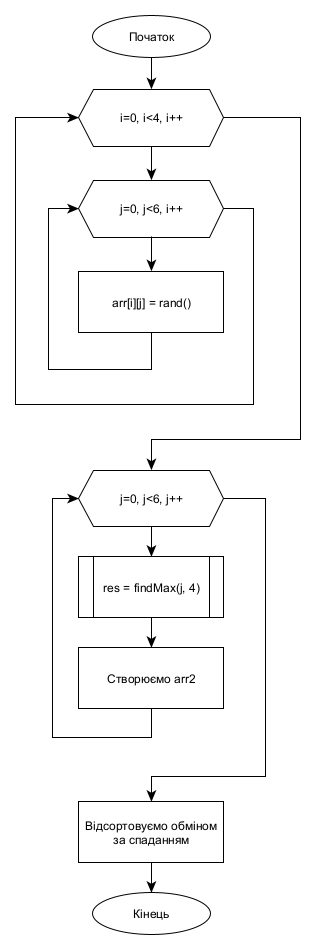 Початок
i=0, i<4, i++
j=0, j<6, i++
arr[i][j] = rand()
j=0, j<6, j++
res = findMax(j, 4)
Створюємо arr2
Відсортовуємо обміном
за спаданням
Кінець